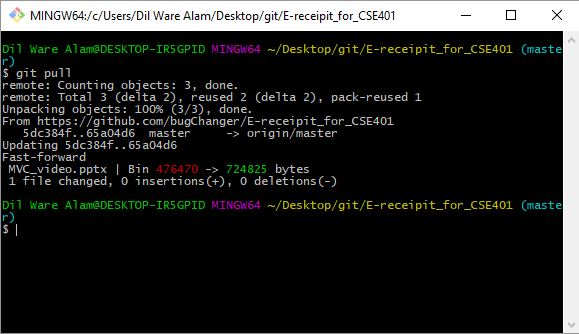 MINGW64:/c/Users/Dil Ware Alam/Desktop/git/E-receipit_for_CSE401
Dil Ware Alam@DESKTOP-IR5GPID MINGW64 ~/Desktop/git/E-receipit_for_CSE401 (maste
r)
$ git pull
remote: Counting objects: 3, done.
remote: Total 3 (delta 2), reused 2 (delta 2), pack-reused 1
Unpacking objects: 100% (3/3), done.
From https://github.com/bugChanger/E-receipit_for_CSE401
   5dc384f..65a04d6  master     -> origin/master
Updating 5dc384f..65a04d6
Fast-forward
 MVC_video.pptx | Bin 476470 -> 724825 bytes
 1 file changed, 0 insertions(+), 0 deletions(-)
Dil Ware Alam@DESKTOP-IR5GPID MINGW64 ~/Desktop/git/E-receipit_for_CSE401 (maste
r)
$